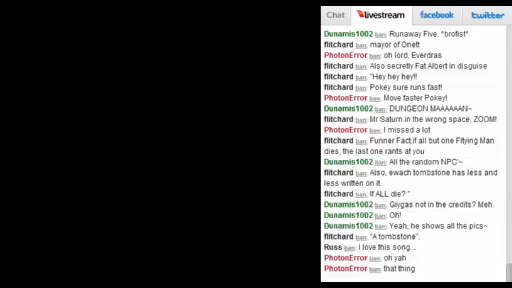 Chat livestream facebook twitter
Dunamis1002 ban: Runaway Five. *brofist*
flitchard ban: mayor of Onett
PhotonError ban: oh lord, Everdras
flitchard ban: Also secretly Fat Albert in disguise
flitchard ban: "Hey hey hey!!
flitchard ban: Pokey sure runs fast!
PhotonError ban: Move faster Pokey!
Dunamis1002 ban: DUNGEON MAAAAAAN~
flitchard ban: Mr Saturn in the wrong space, ZOOM!
PhotonError ban: I missed a lot
flitchard ban: Funner Fact,if all but one Fltying Man
dies, the last one rants at you
Dunamis1002 ban: All the random NPC'~
flitchard ban: Also, ewach tombstone has less and
less written on it.
flitchard ban: If ALL die? "
Dunamis1002 ban: Giygas not in the credits? Meh.
Dunamis1002 ban: Oh!
Dunamis1002 ban: Yeah, he shows all the pics~
flitchard ban: "A tombstone".
Russ ban: I love this song...
PhotonError ban: oh yah
PhotonError ban: that thing